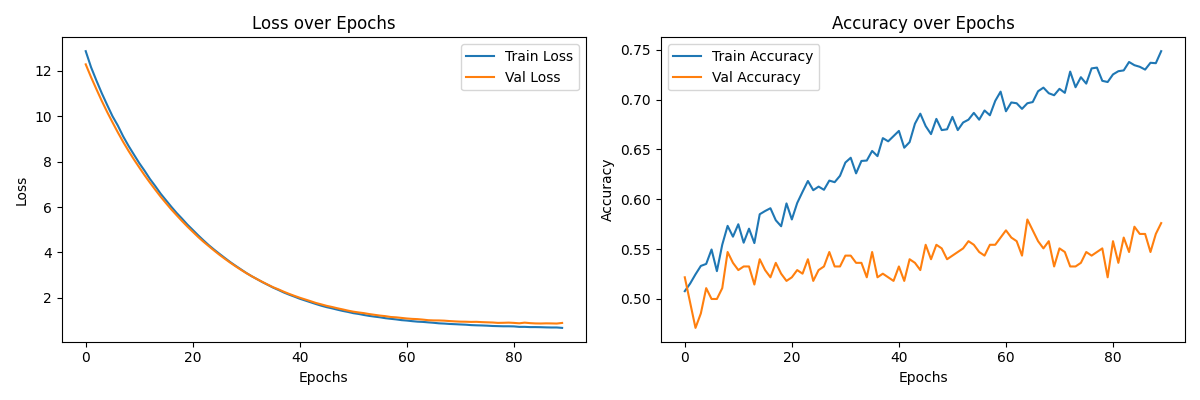 Loss over Epochs
Train Loss
Val Loss
Loss
12
10
8
6
4
2
0
20
40
60
80
Epochs
Accuracy over Epochs
Train Accuracy
Val Accuracy
Accuracy
0.75
0.70
0.65
0.60
0.55
0.50
0
20
40
60
80
Epochs